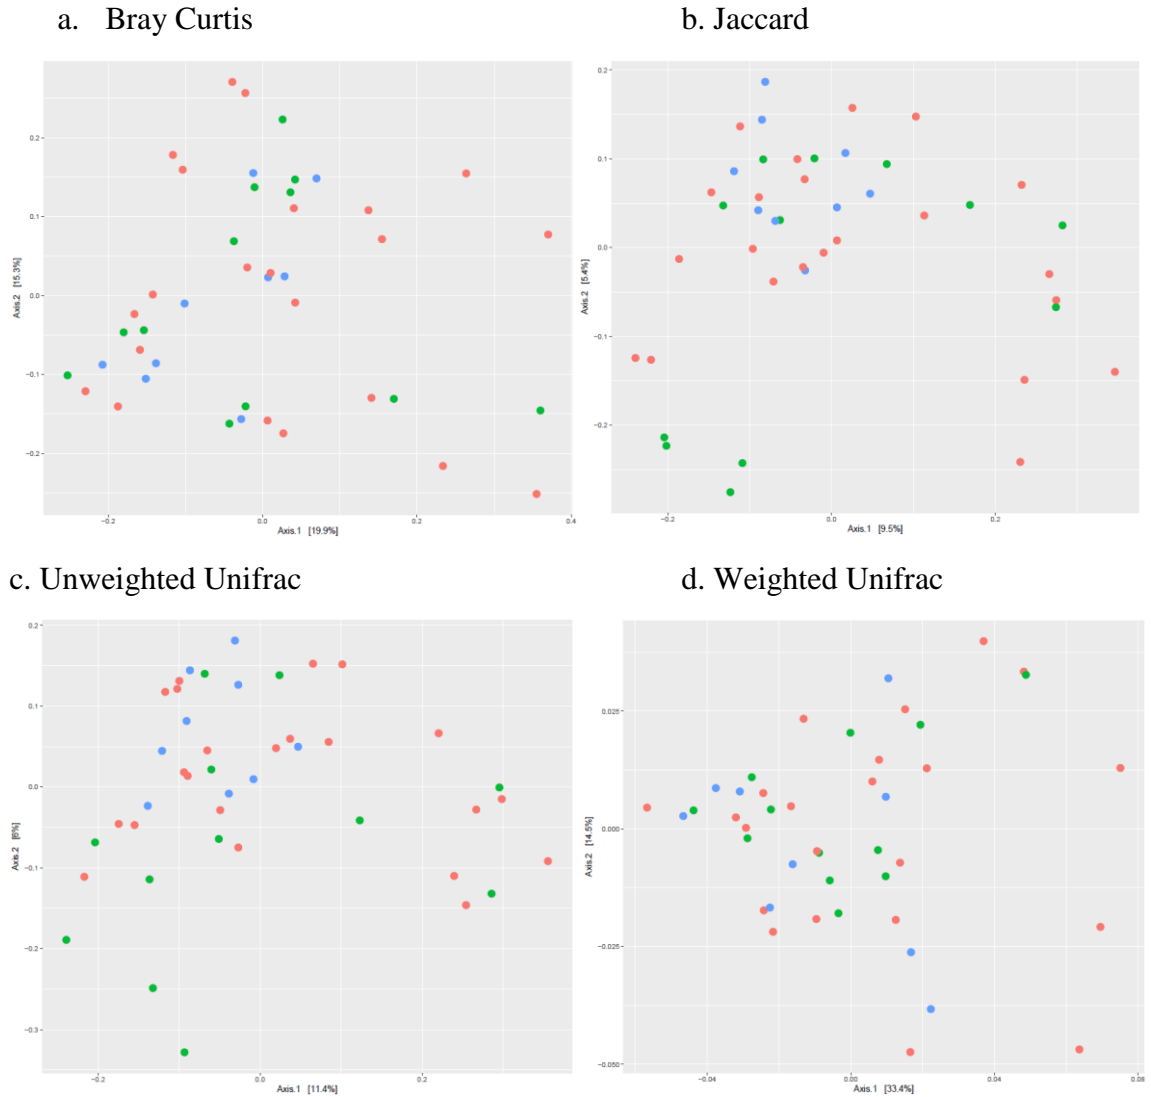 a. Bray Curtis
b. Jaccard
0.2
0.1
0.0
−0.1
−0.2
Axis.2 [15.3%]
−0.2
0.0
0.2
0.4
Axis.1 [19.9%]
0.2
0.1
0.0
−0.1
−0.2
Axis.2 [5.4%]
−0.2
0.0
0.2
Axis.1 [9.5%]
c. Unweighted Unifrac
d. Weighted Unifrac
0.2
0.1
0.0
−0.1
−0.2
−0.3
Axis.2 [6%]
−0.2
0.0
0.2
Axis.1 [11.4%]
0.025
0.000
−0.025
−0.050
Axis.2 [14.5%]
−0.04
0.00
0.04
0.08
Axis.1 [33.4%]